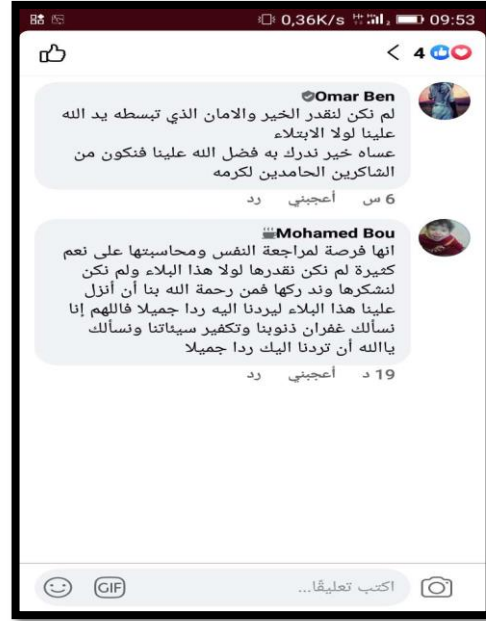 0,36K/s 09:53
4
Omar Ben
لم نكن لنقدر الخير والامان الذي تبسطه يد الله
علينا لولا الابتلاء
عساه خير ندرك به فضل الله علينا فنكون من
الشاكرين الحامدين لكرمه
6 س أعجبني رد
Mohamed Bou
انها فرصة لمراجعة النفس ومحاسبتها على نعم
كثيرة لم نكن نقدرها لولا هذا البلاء ولم نكن
لنشكرها وند ركها فمن رحمة الله بنا أن أنزل
علينا هذا البلاء ليردنا اليه ردا جميلا فاللهم إنا
نسألك غفران ذنوبنا وتكفير سيئاتنا ونسألك
ياالله أن تردنا اليك ردا جميلا
19 د أعجبني رد
اكتب تعليقًا...
GIF